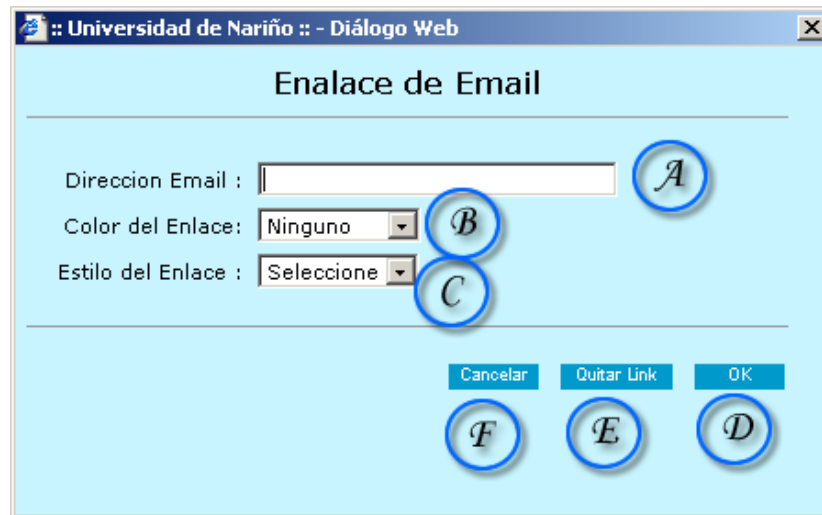 :: Universidad de Nariño :: - Diálogo Web
Enalace de Email
Direccion Email : A
Color del Enlace: Ninguno B
Estilo del Enlace : Seleccione C
Cancelar Quitar Link OK
F E D